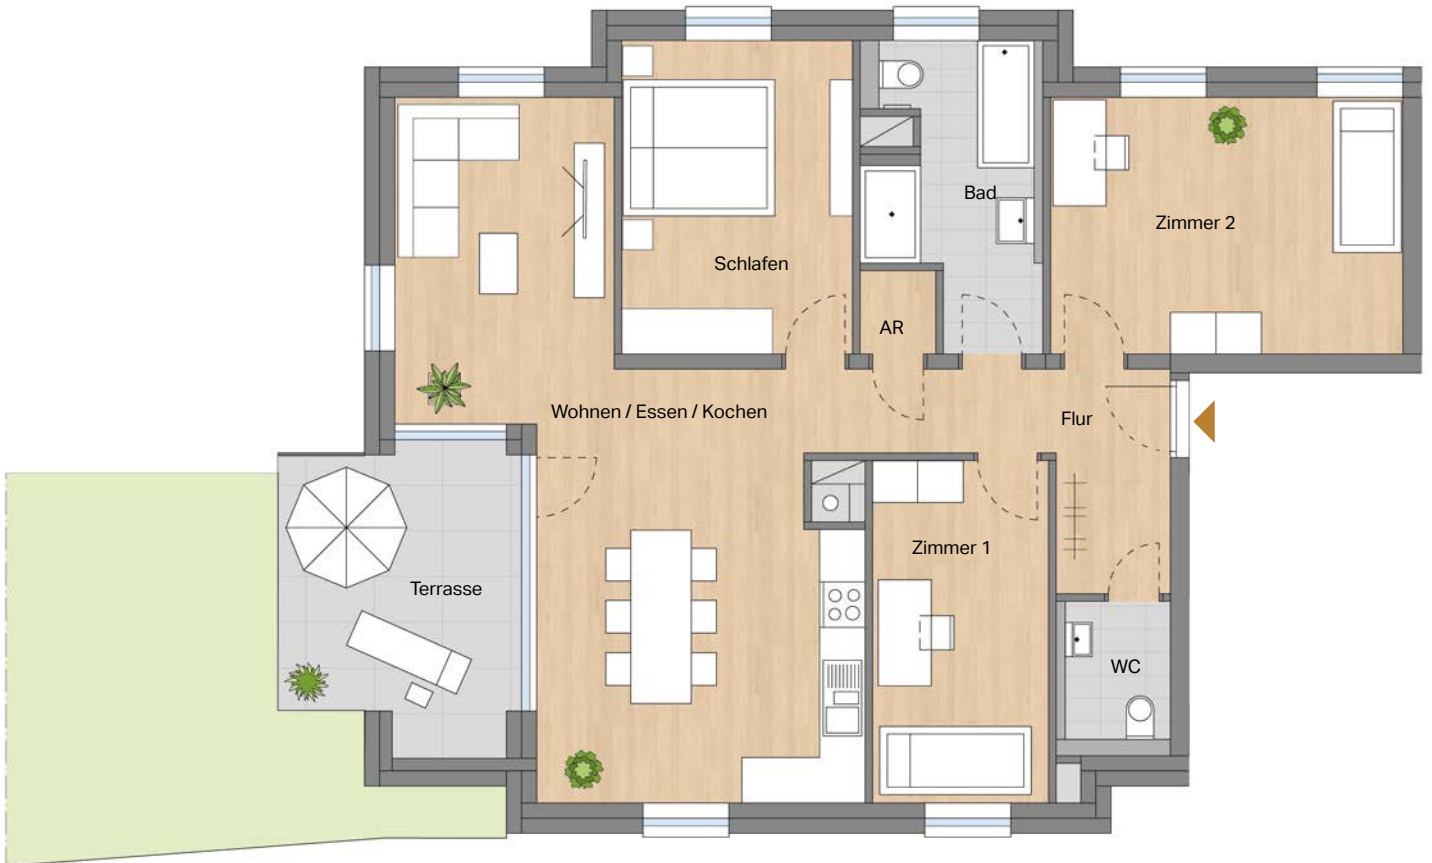 Bad
Zimmer 2
Schlafen
AR
Wohnen / Essen / Kochen
Flur
Zimmer 1
Terrasse
WC